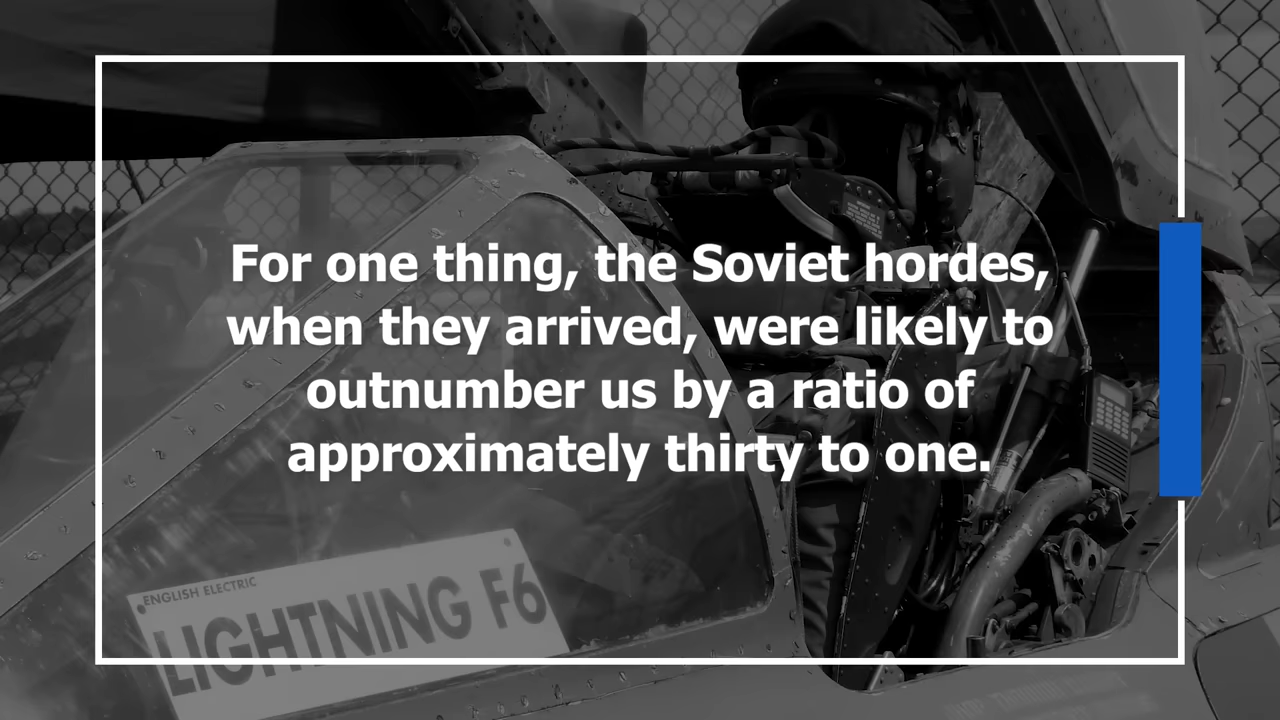 For one thing, the Soviet hordes,
when they arrived, were likely to
outnumber us by a ratio of
approximately thirty to one.
ENGLISH ELECTRIC
LIGHTNING F6